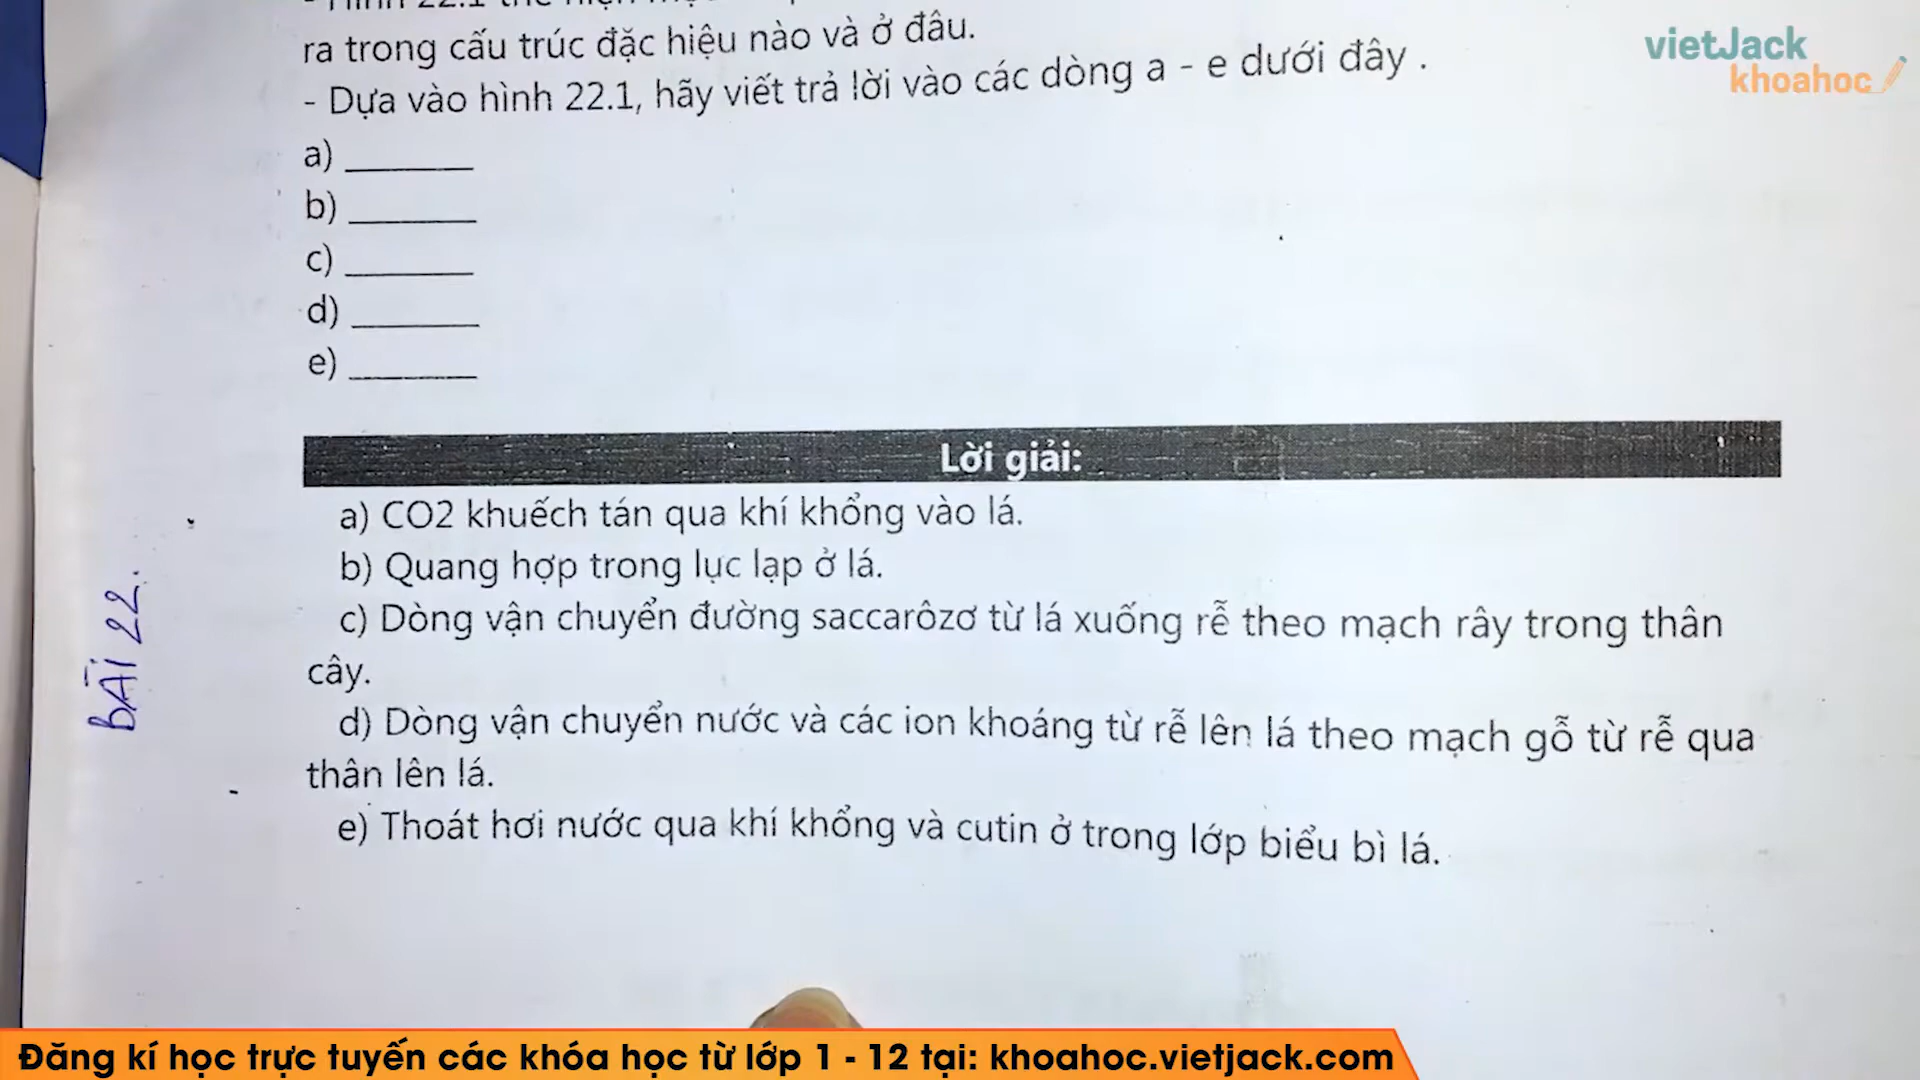 ra trong cấu trúc đặc hiệu nào và ở đâu.
- Dựa vào hình 22.1, hãy viết trả lời vào các dòng a - e dưới đây .
a) ______
b) ______
c) ______
d) ______
e) ______
Lời giải:
a) CO2 khuếch tán qua khí khổng vào lá.
b) Quang hợp trong lục lạp ở lá.
c) Dòng vận chuyển đường saccarôzơ từ lá xuống rễ theo mạch rây trong thân
cây.
d) Dòng vận chuyển nước và các ion khoáng từ rễ lên lá theo mạch gỗ từ rễ qua
thân lên lá.
e) Thoát hơi nước qua khí khổng và cutin ở trong lớp biểu bì lá.
BÀI 22.
vietJack
khoahoc
Đăng kí học trực tuyến các khóa học từ lớp 1 - 12 tại: khoahoc.vietjack.com